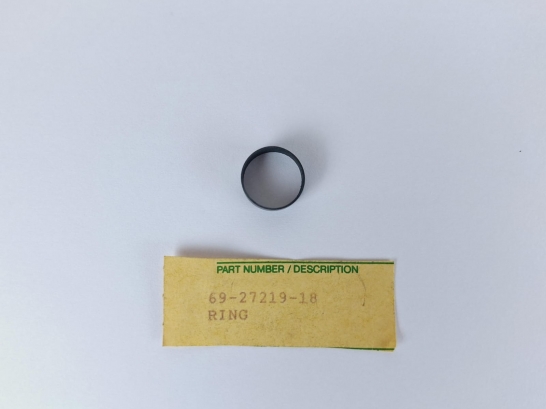 PART NUMBER / DESCRIPTION
69-27219-18
RING